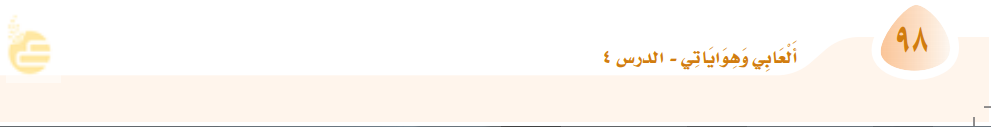 ٩٨
أَلْعَابِي وَهِوَايَاتِي - الدرس ٤